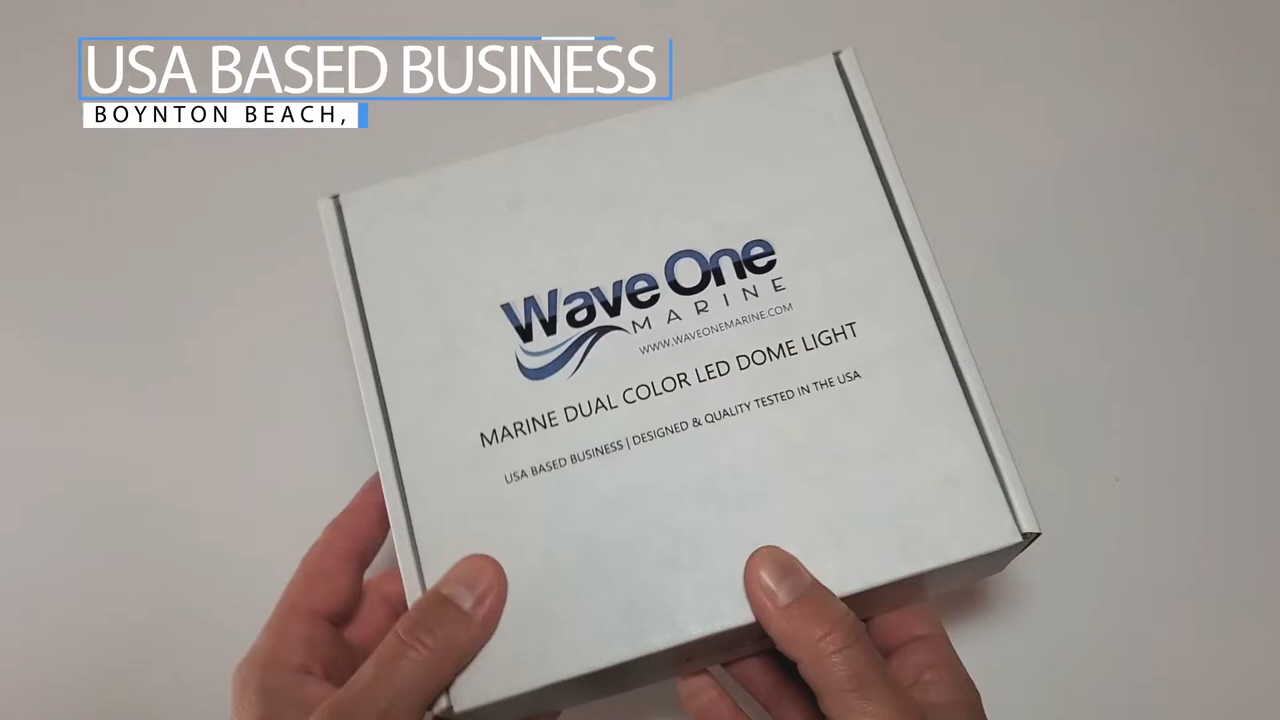 USA BASED BUSINESS
BOYNTON BEACH,
Wave One
MARINE
WWW.WAVEONEMARINE.COM
MARINE DUAL COLOR LED DOME LIGHT
USA BASED BUSINESS | DESIGNED & QUALITY TESTED IN THE USA